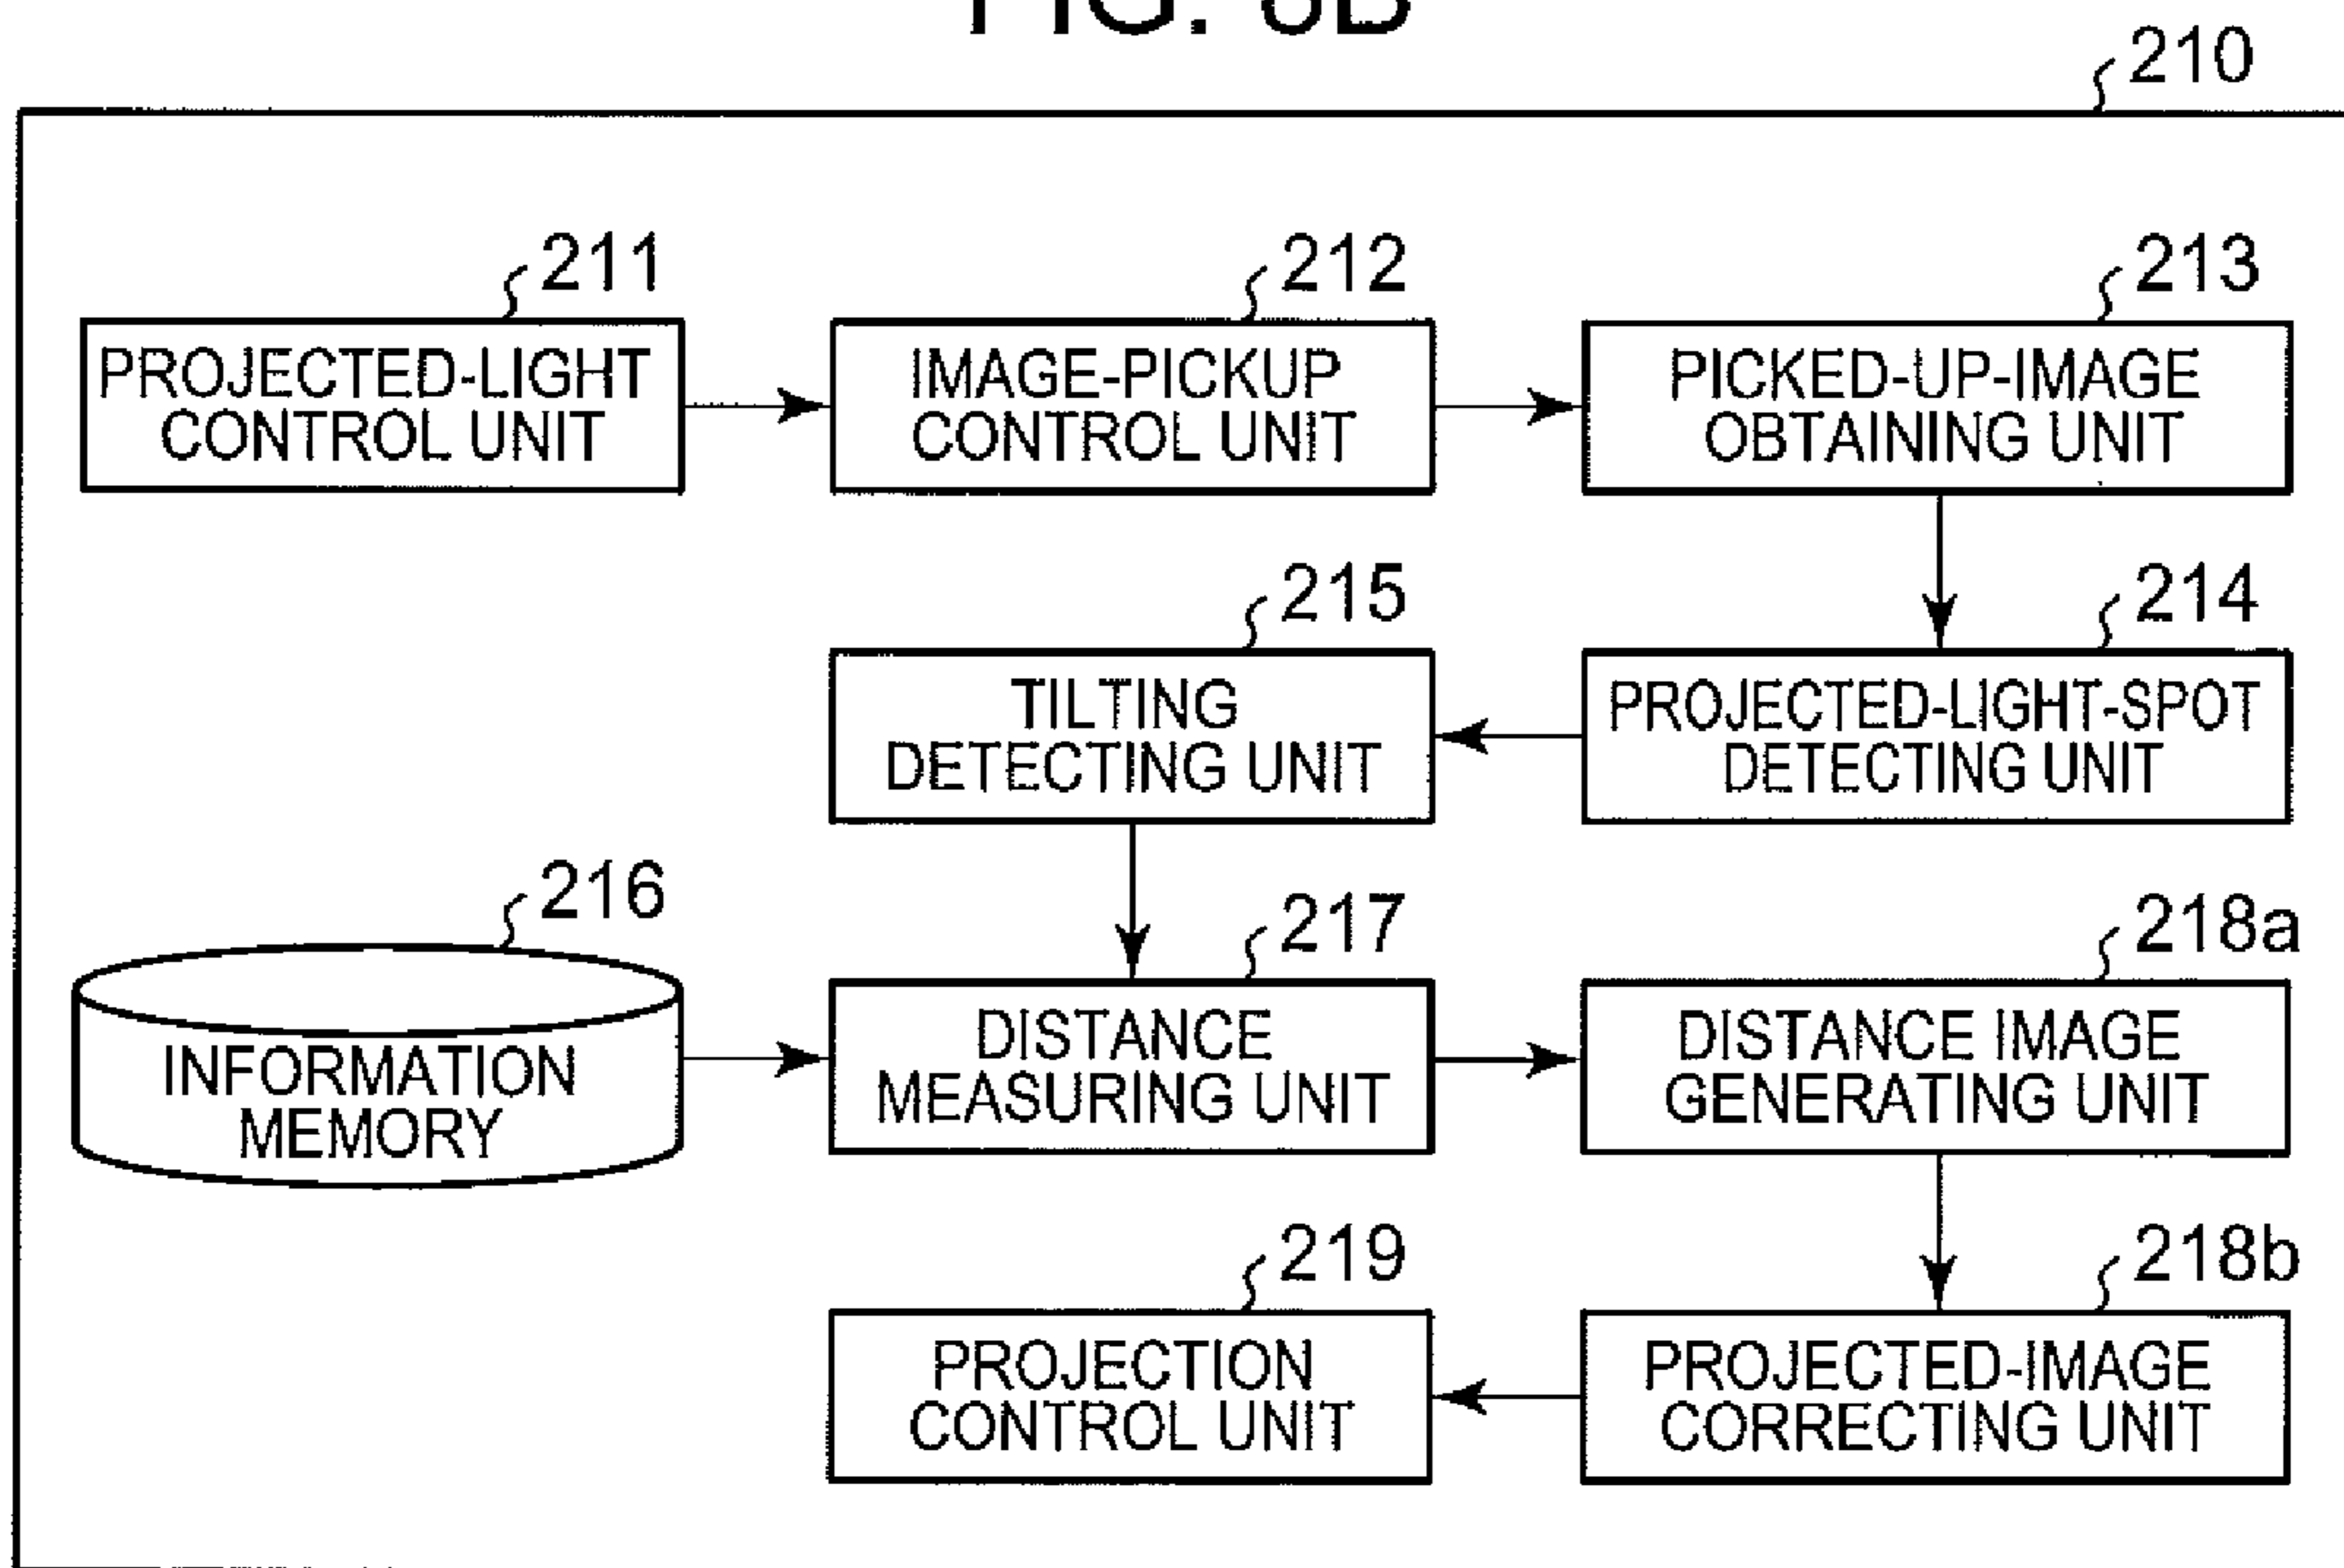 FIG.
210
211
212
213
PROJECTED-LIGHT
CONTROL UNIT
IMAGE-PICKUP
CONTROL UNIT
PICKED-UP-IMAGE
OBTAINING UNIT
215
214
TILTING
DETECTING UNIT
PROJECTED-LIGHT-SPOT
DETECTING UNIT
216
217
218a
INFORMATION
MEMORY
DISTANCE
MEASURING UNIT
DISTANCE IMAGE
GENERATING UNIT
219
218b
PROJECTION
CONTROL UNIT
PROJECTED-IMAGE
CORRECTING UNIT